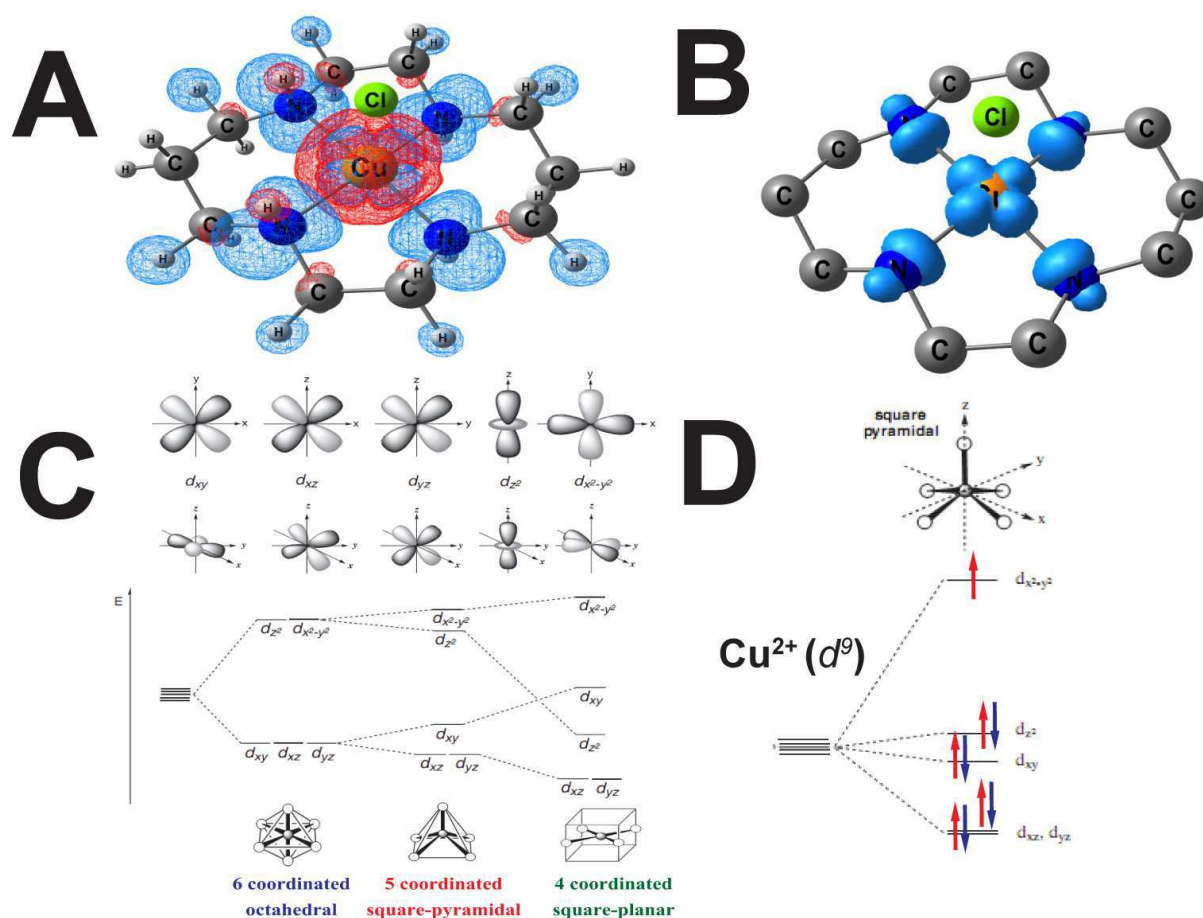 A
H H H H H H
C C
H H N Cl N C H
H C
H C H Cu C H
H N H C
C H N C H
H H H
C C
H H
B
C C
Cl
N
C C
C C
N N C
C C
C
y z z z y
x x y x
dxy dxz dyz dz² dx²-y²
z z z z z
y y y y y
x x x x x
E
dz² dx²-y²
dx²-y²
dz²
dx²-y²
dxy
dz²
dxy dxz dyz
dxy
dxz dyz
dxz dyz
6 coordinated
octahedral
5 coordinated
square-pyramidal
4 coordinated
square-planar
D
square
pyramidal
z
y
x
Cu²⁺ (d⁹)
dx²-y²
dz²
dxy
dxz, dyz